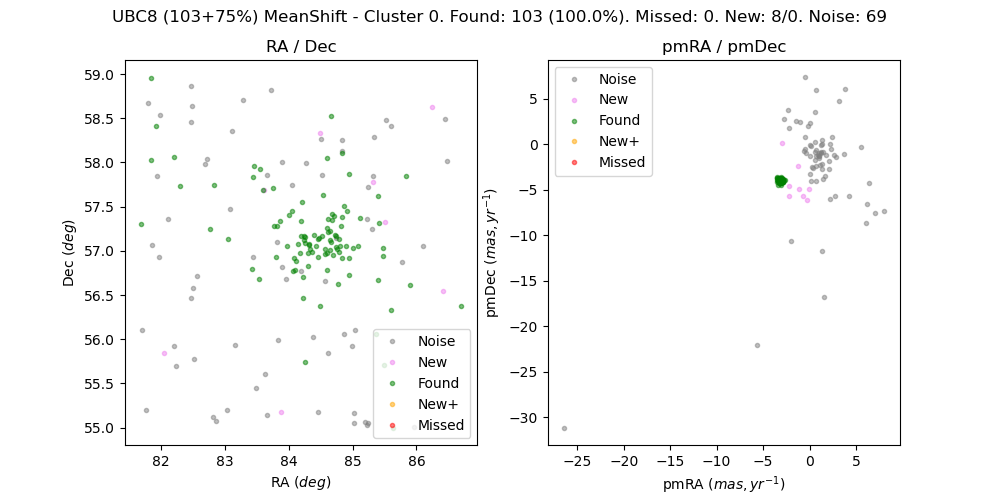 UBC8 (103+75%) MeanShift - Cluster 0. Found: 103 (100.0%). Missed: 0. New: 8/0. Noise: 69
RA / Dec
pmRA / pmDec
Dec (deg)
59.0
58.5
58.0
57.5
57.0
56.5
56.0
55.5
55.0
Noise
New
Found
New+
Missed
82
83
84
85
86
RA (deg)
pmDec (mas, yr⁻¹)
5
0
−5
−10
−15
−20
−25
−30
Noise
New
Found
New+
Missed
−25
−20
−15
−10
−5
0
5
pmRA (mas, yr⁻¹)